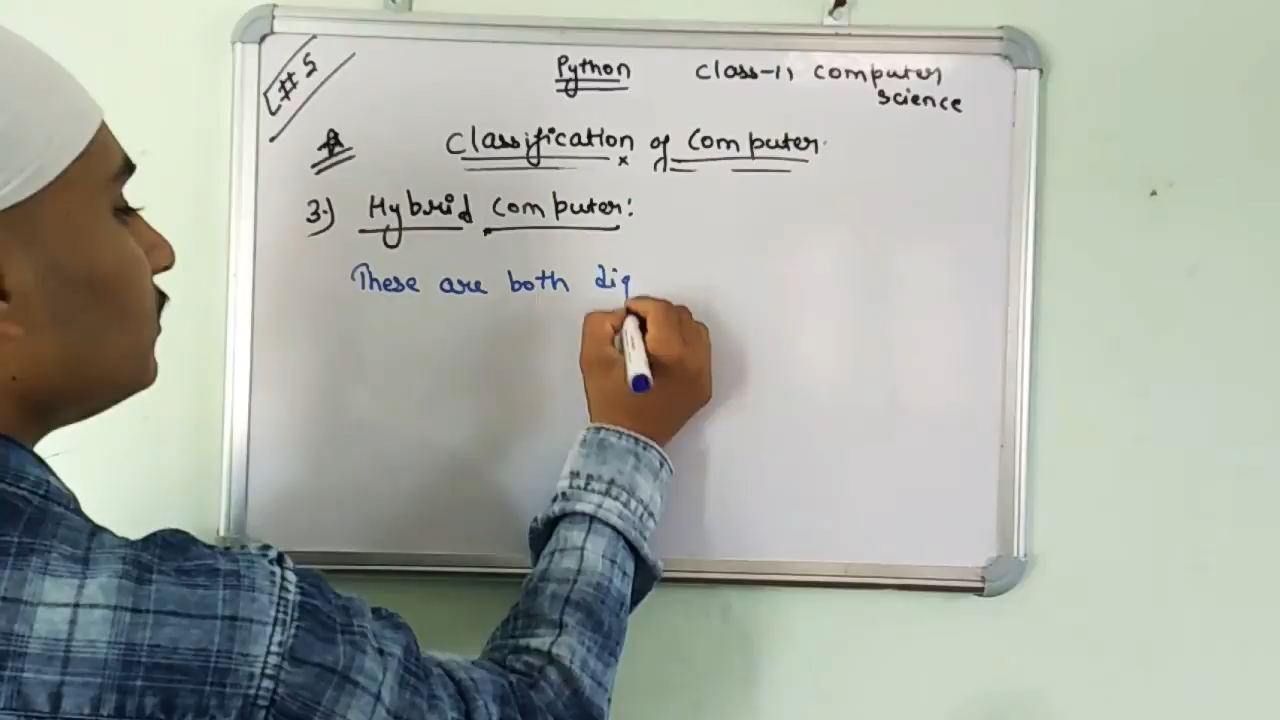 #5
Python
Class-11 Computer
Science
Classification of Computer
3.) Hybrid Computer:
These are both dig